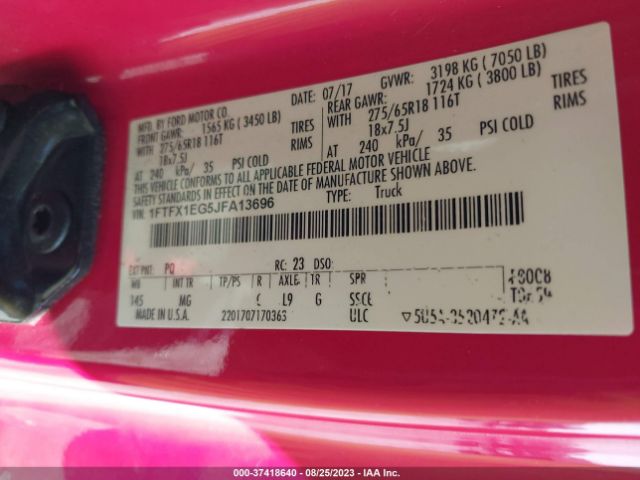 MFD. BY FORD MOTOR CO.
DATE: 07/17 GVWR: 3198 KG ( 7050 LB)
FRONT GAWR: 1565 KG ( 3450 LB)
REAR GAWR: 1724 KG ( 3800 LB)
WITH 275/65R18 116T TIRES
WITH 275/65R18 116T TIRES
18x7.5J RIMS
18x7.5J RIMS
AT 240 kPa/ 35 PSI COLD
AT 240 kPa/ 35 PSI COLD
THIS VEHICLE CONFORMS TO ALL APPLICABLE FEDERAL MOTOR VEHICLE
SAFETY STANDARDS IN EFFECT ON THE DATE OF MANUFACTURE SHOWN ABOVE.
VIN: 1FTFX1EG5JFA13696 TYPE: Truck
EXT PNT: PQ RC: 23 DSO:
WB INT TR TP/PS R AXLE TR SPR
145 MG L9 G
MADE IN U.S.A. 2201707170363 ULC
000-37418640 - 08/25/2023 - IAA Inc.